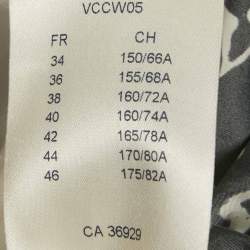 VCCW05
FR CH
34 150/66A
36 155/68A
38 160/72A
40 160/74A
42 165/78A
44 170/80A
46 175/82A
CA 36929